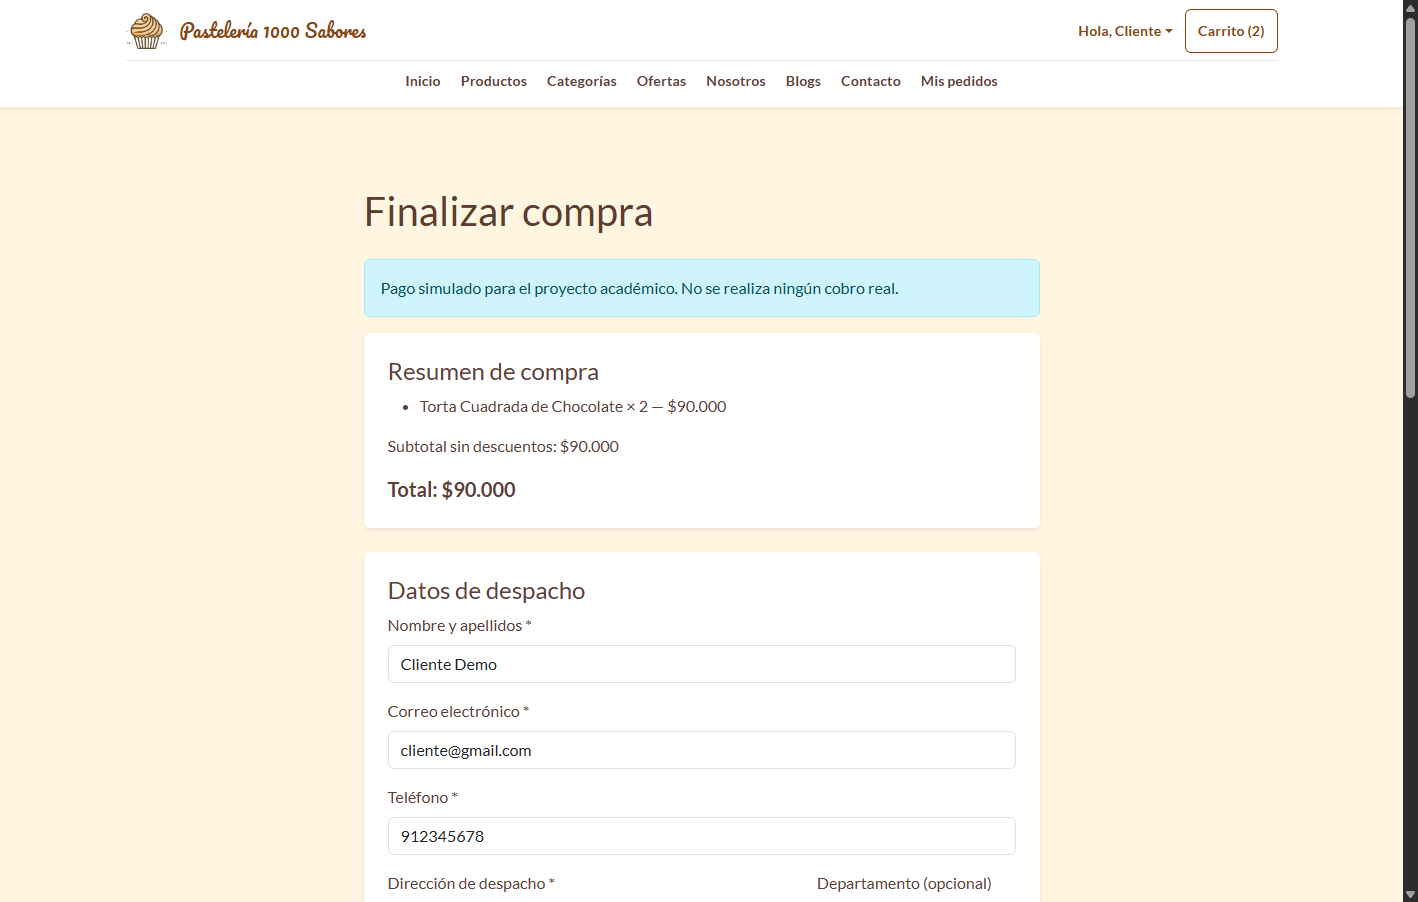 Pastelería 1000 Sabores
Hola, Cliente
Carrito (2)
Inicio Productos Categorías Ofertas Nosotros Blogs Contacto Mis pedidos
Finalizar compra
Pago simulado para el proyecto académico. No se realiza ningún cobro real.
Resumen de compra
• Torta Cuadrada de Chocolate × 2 — $90.000
Subtotal sin descuentos: $90.000
Total: $90.000
Datos de despacho
Nombre y apellidos *
Cliente Demo
Correo electrónico *
cliente@gmail.com
Teléfono *
912345678
Dirección de despacho * Departamento (opcional)